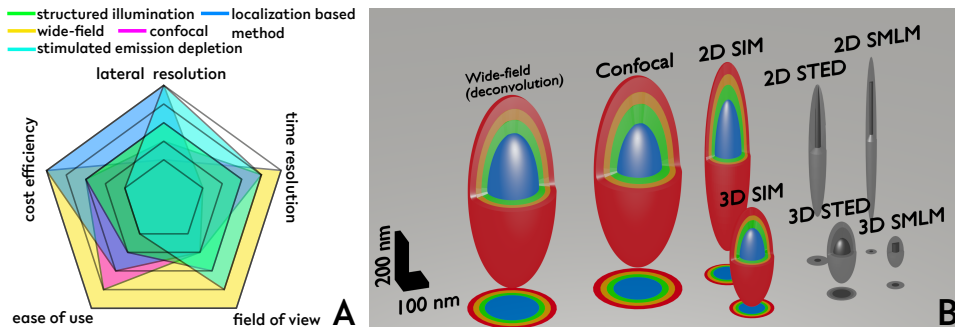 structured illumination
localization based
method
wide-field
confocal
stimulated emission depletion
lateral resolution
time resolution
cost efficiency
ease of use
field of view
A
Wide-field
(deconvolution)
Confocal
2D SIM
2D STED
2D SMLM
3D SIM
3D STED
3D SMLM
200 nm
100 nm
B